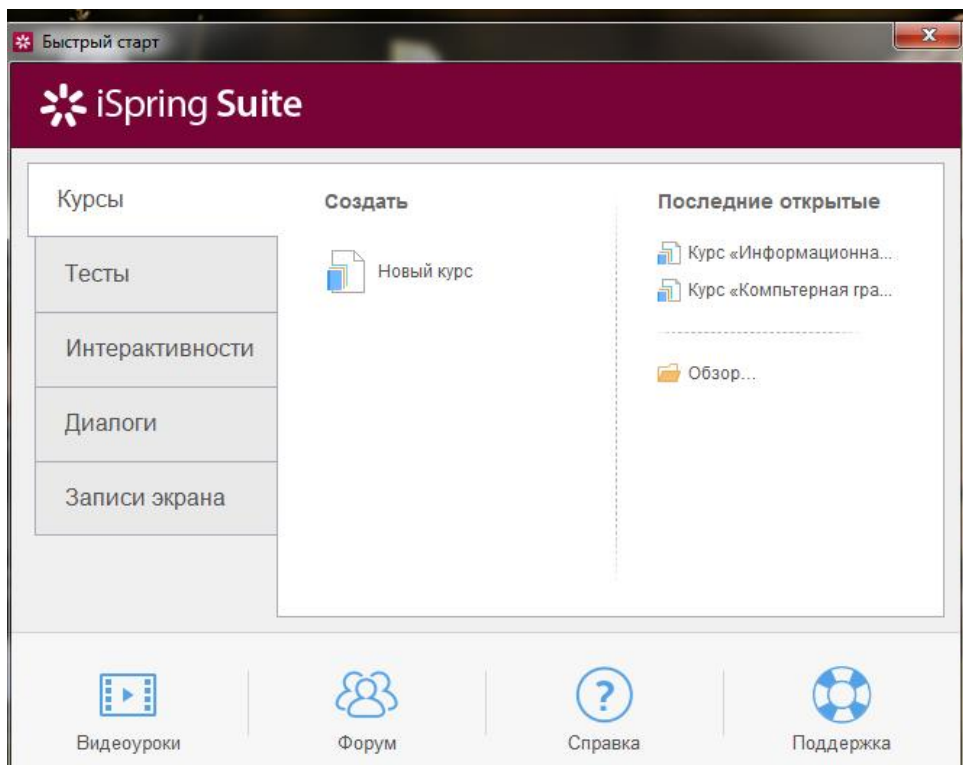 Быстрый старт
iSpring Suite
Курсы
Тесты
Интерактивности
Диалоги
Записи экрана
Создать
Новый курс
Последние открытые
Курс «Информационна...
Курс «Компьтерная гра...
Обзор...
Видеоуроки
Форум
Справка
Поддержка